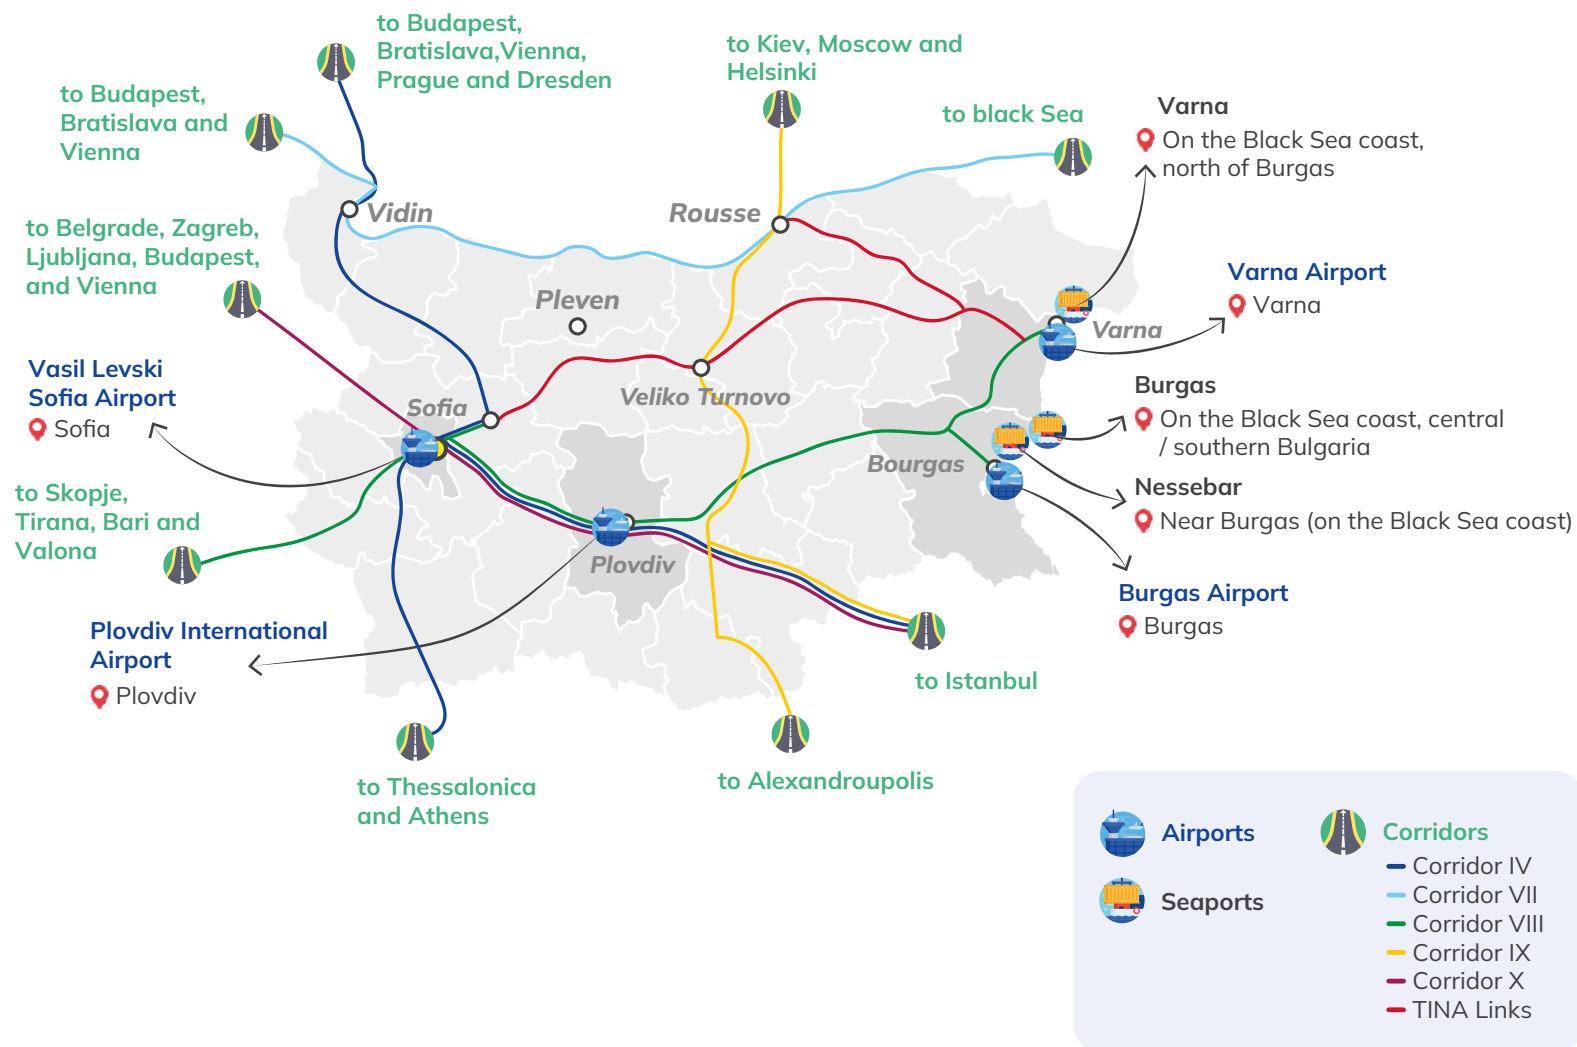 to Budapest,
Bratislava,Vienna,
Prague and Dresden
to Kiev, Moscow and
Helsinki
to Budapest,
Bratislava and
Vienna
to black Sea
Varna
On the Black Sea coast,
north of Burgas
to Belgrade, Zagreb,
Ljubljana, Budapest,
and Vienna
Vidin
Rousse
Pleven
Varna Airport
Varna
Varna
Vasil Levski
Sofia Airport
Sofia
Sofia
Veliko Turnovo
Burgas
On the Black Sea coast, central
/ southern Bulgaria
Bourgas
Nessebar
Near Burgas (on the Black Sea coast)
to Skopje,
Tirana, Bari and
Valona
Plovdiv
Burgas Airport
Burgas
Plovdiv International
Airport
Plovdiv
to Istanbul
to Thessalonica
and Athens
to Alexandroupolis
Airports
Seaports
Corridors
Corridor IV
Corridor VII
Corridor VIII
Corridor IX
Corridor X
TINA Links